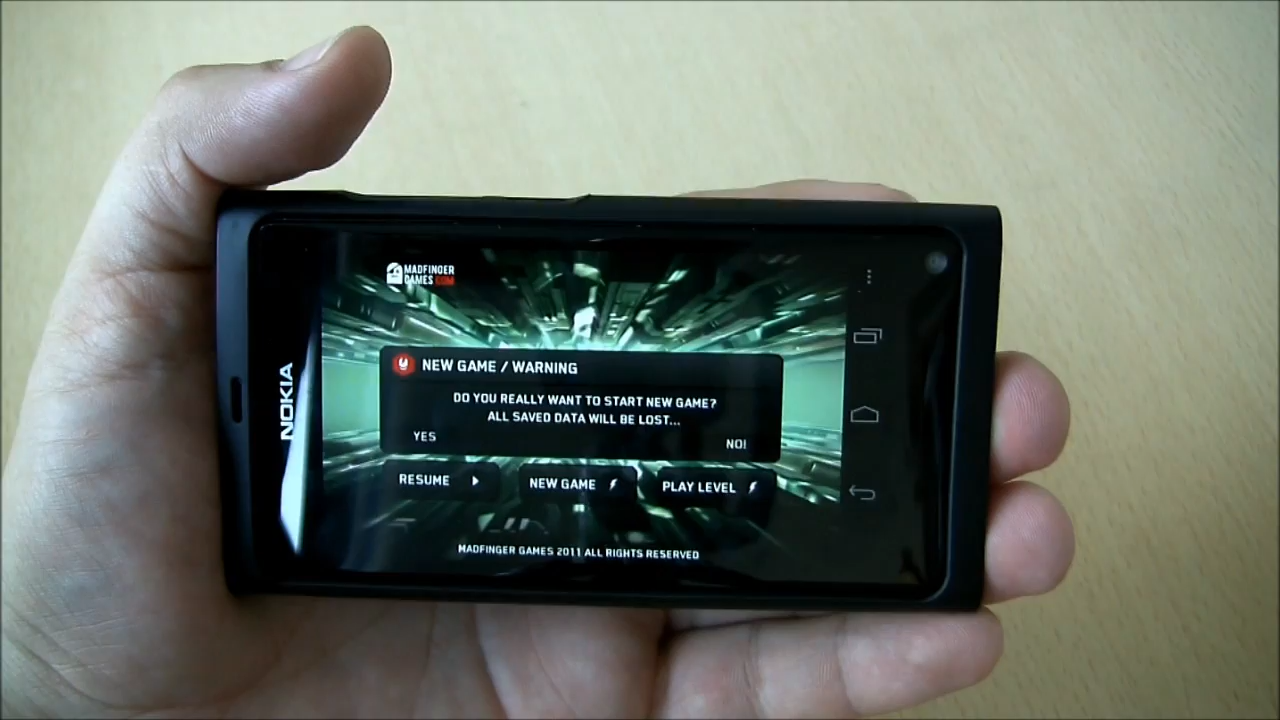 MADFINGER
GAMES.COM
NEW GAME / WARNING
DO YOU REALLY WANT TO START NEW GAME?
ALL SAVED DATA WILL BE LOST...
YES
NO!
RESUME
NEW GAME
PLAY LEVEL
MADFINGER GAMES 2011 ALL RIGHTS RESERVED
NOKIA